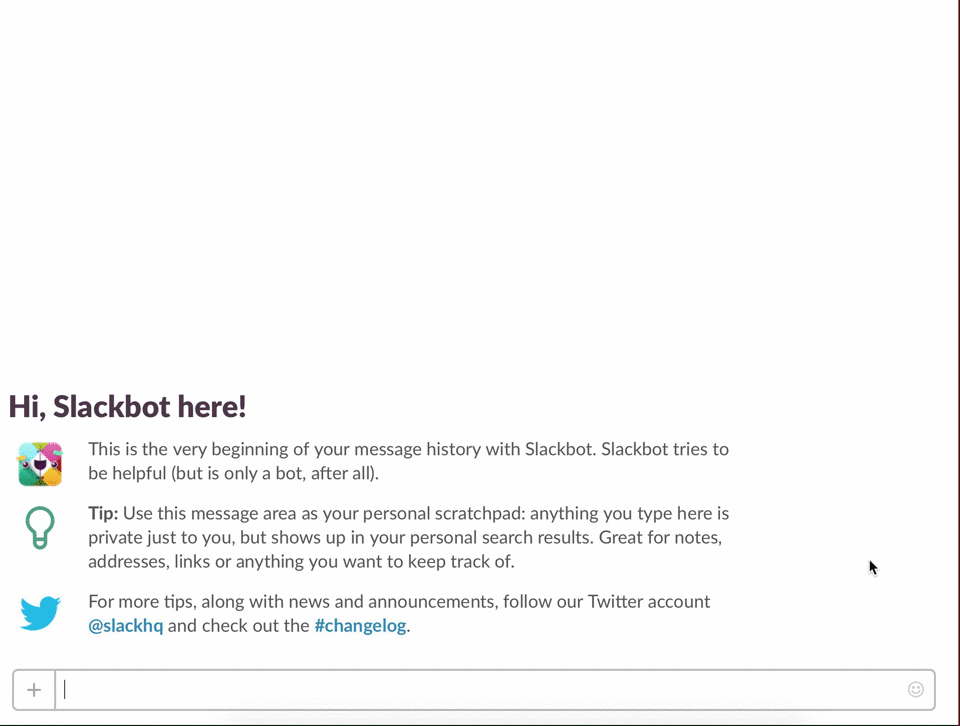 Hi, Slackbot here!
This is the very beginning of your message history with Slackbot. Slackbot tries to
be helpful (but is only a bot, after all).
Tip: Use this message area as your personal scratchpad: anything you type here is
private just to you, but shows up in your personal search results. Great for notes,
addresses, links or anything you want to keep track of.
For more tips, along with news and announcements, follow our Twitter account
@slackhq and check out the #changelog.